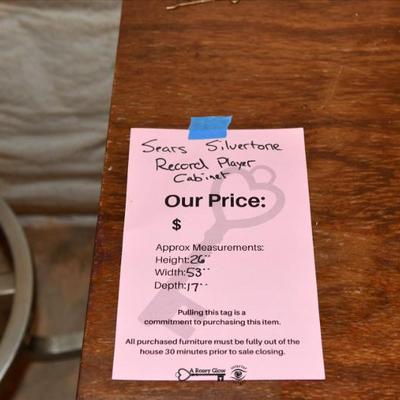 Sears Silvertone
Record Player
Cabinet
Our Price:
$
Approx Measurements:
Height: 26"
Width: 53"
Depth: 17"
Pulling this tag is a
commitment to purchasing this item.
All purchased furniture must be fully out of the
house 30 minutes prior to sale closing.
A Rosey Glow